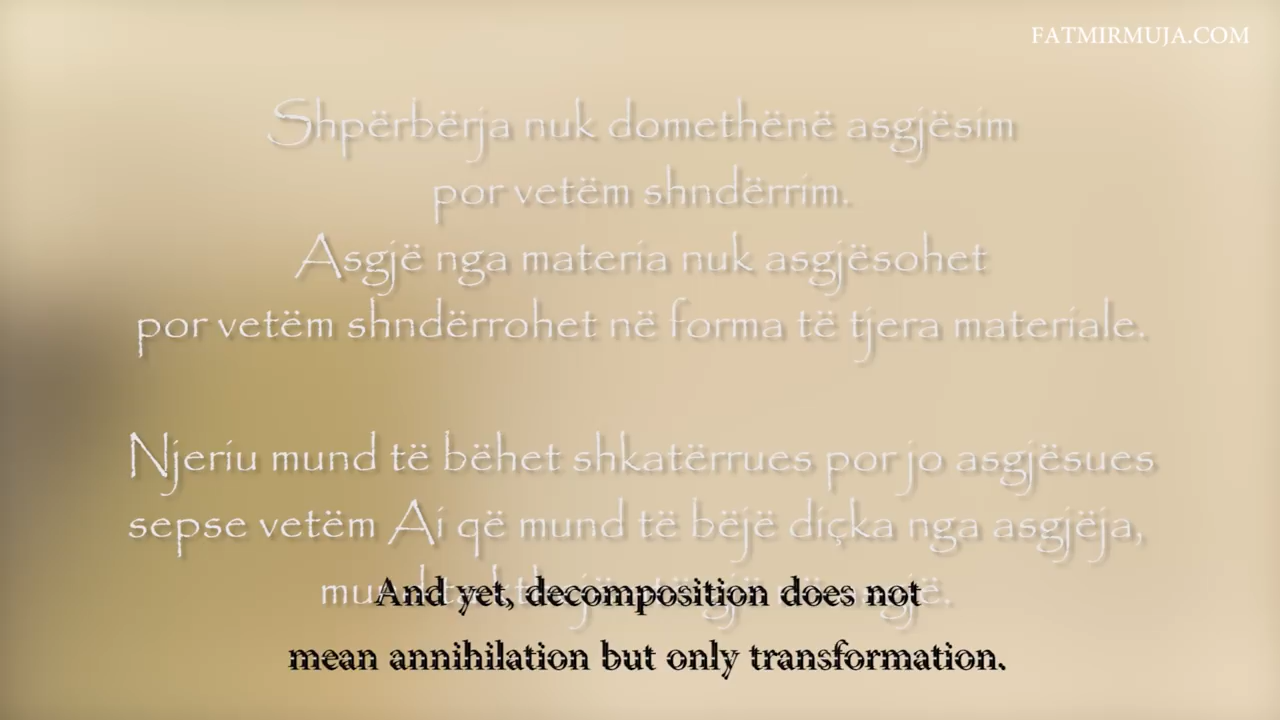 FATMIRMUJA.COM
Shpërbërja nuk domethënë asgjësim
por vetëm shndërrim.
Asgjë nga materia nuk asgjësohet
por vetëm shndërrohet në forma të tjera materiale.
Njeriu mund të bëhet shkatërrues por jo asgjësues
sepse vetëm Ai që mund të bëjë diçka nga asgjëja,
And yet, decomposition does not
mean annihilation but only transformation.